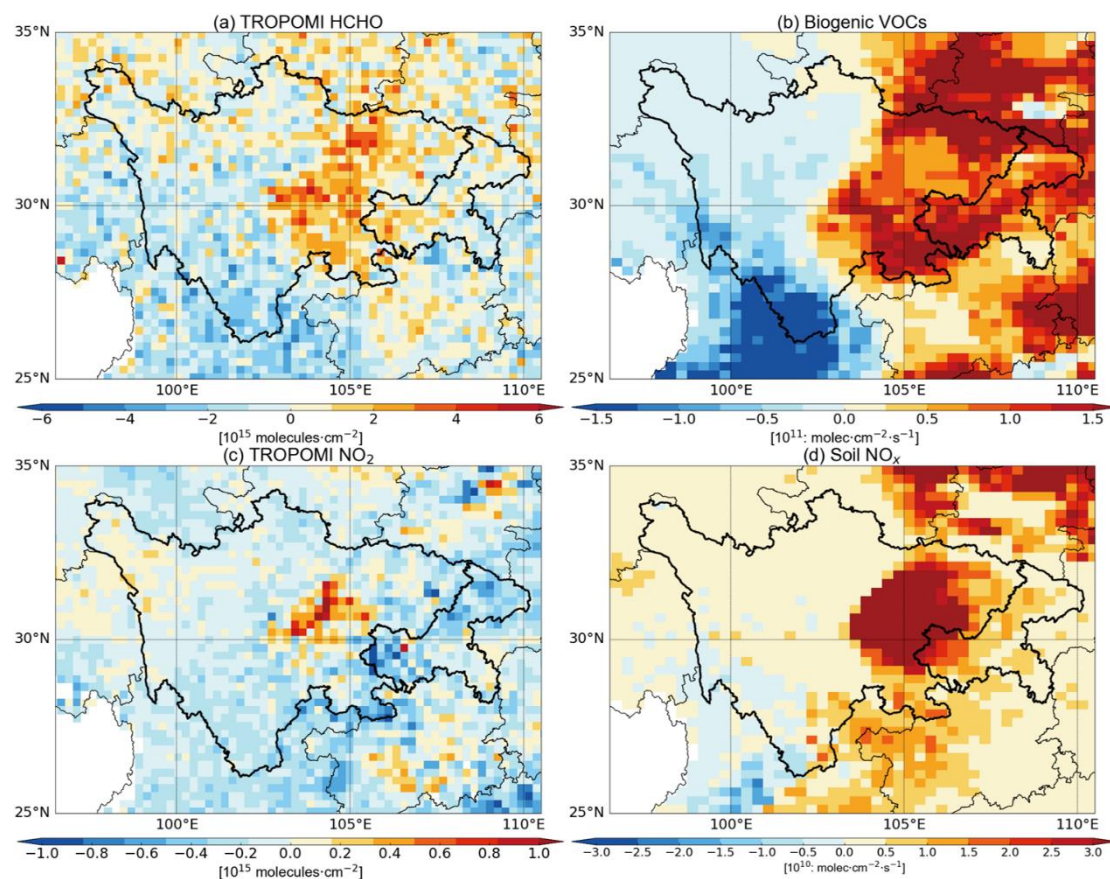 (a) TROPOMI HCHO
(b) Biogenic VOCs
35°N
35°N
30°N
30°N
25°N
25°N
100°E 105°E 110°E
100°E 105°E 110°E
−6 −4 −2 0 2 4 6
−1.5 −1.0 −0.5 0.0 0.5 1.0 1.5
[10¹⁵ molecules·cm⁻²]
[10¹¹: molec·cm⁻²·s⁻¹]
(c) TROPOMI NO₂
(d) Soil NOₓ
35°N
35°N
30°N
30°N
25°N
25°N
100°E 105°E 110°E
100°E 105°E 110°E
−1.0 −0.8 −0.6 −0.4 −0.2 0.0 0.2 0.4 0.6 0.8 1.0
−3.0 −2.5 −2.0 −1.5 −1.0 −0.5 0.0 0.5 1.0 1.5 2.0 2.5 3.0
[10¹⁵ molecules·cm⁻²]
[10¹⁰: molec·cm⁻²·s⁻¹]